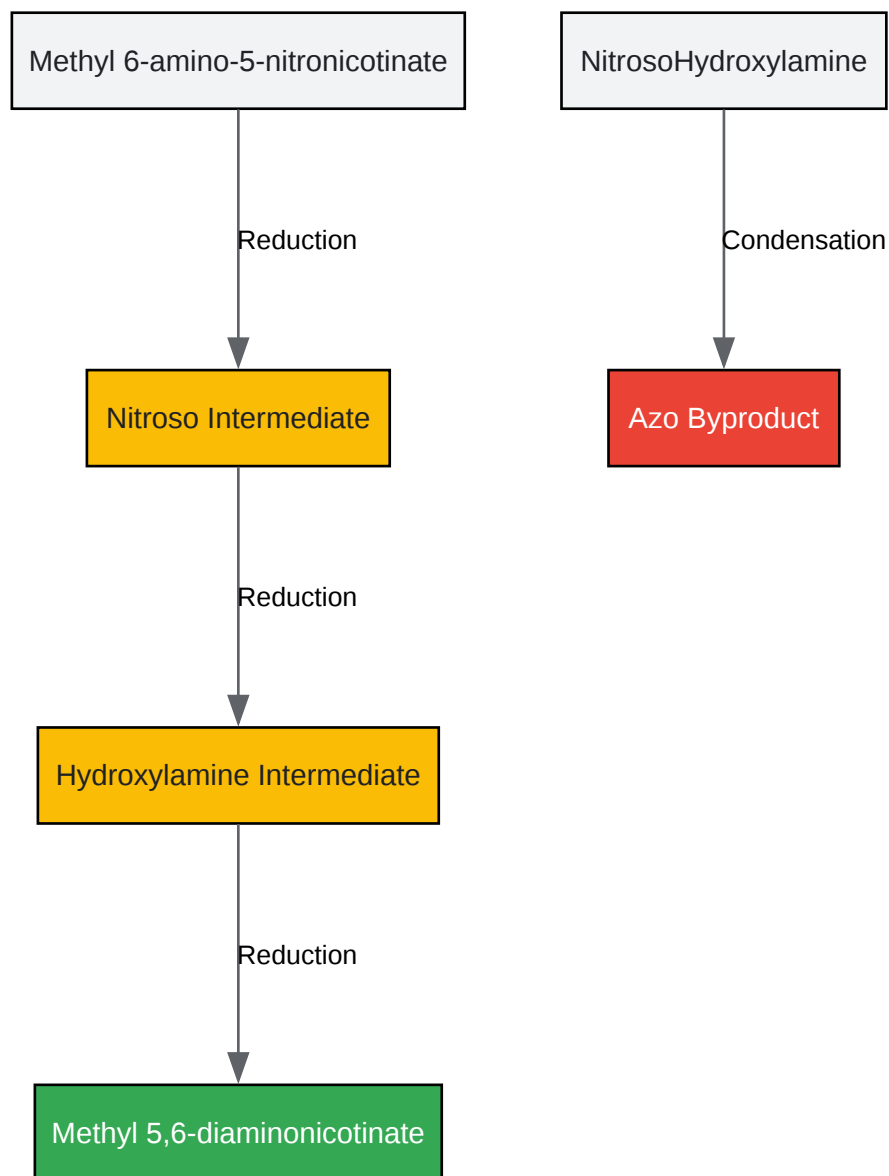 Methyl 6-amino-5-nitronicotinate
NitrosoHydroxylamine
Reduction
Condensation
Nitroso Intermediate
Azo Byproduct
Reduction
Hydroxylamine Intermediate
Reduction
Methyl 5,6-diaminonicotinate